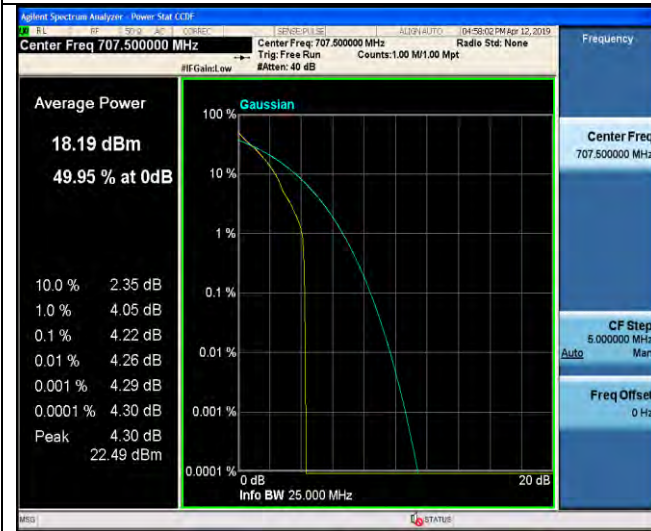 Agilent Spectrum Analyzer - Power Stat CCDF
RL RF 50 Ω AC CORREC SENSE:PULSE ALIGN AUTO 04:58:02 PM Apr 12, 2019
Center Freq 707.500000 MHz
Center Freq: 707.500000 MHz Radio Std: None
Trig: Free Run Counts:1.00 M/1.00 Mpt
#IFGain:Low #Atten: 40 dB
Frequency
Average Power
18.19 dBm
49.95 % at 0dB
10.0 % 2.35 dB
1.0 % 4.05 dB
0.1 % 4.22 dB
0.01 % 4.26 dB
0.001 % 4.29 dB
0.0001 % 4.30 dB
Peak 4.30 dB
22.49 dBm
Gaussian
100 %
10 %
1 %
0.1 %
0.01 %
0.001 %
0.0001 %
0 dB 20 dB
Info BW 25.000 MHz
Center Freq
707.500000 MHz
CF Step
5.000000 MHz
Auto Man
Freq Offset
0 Hz
MSG STATUS